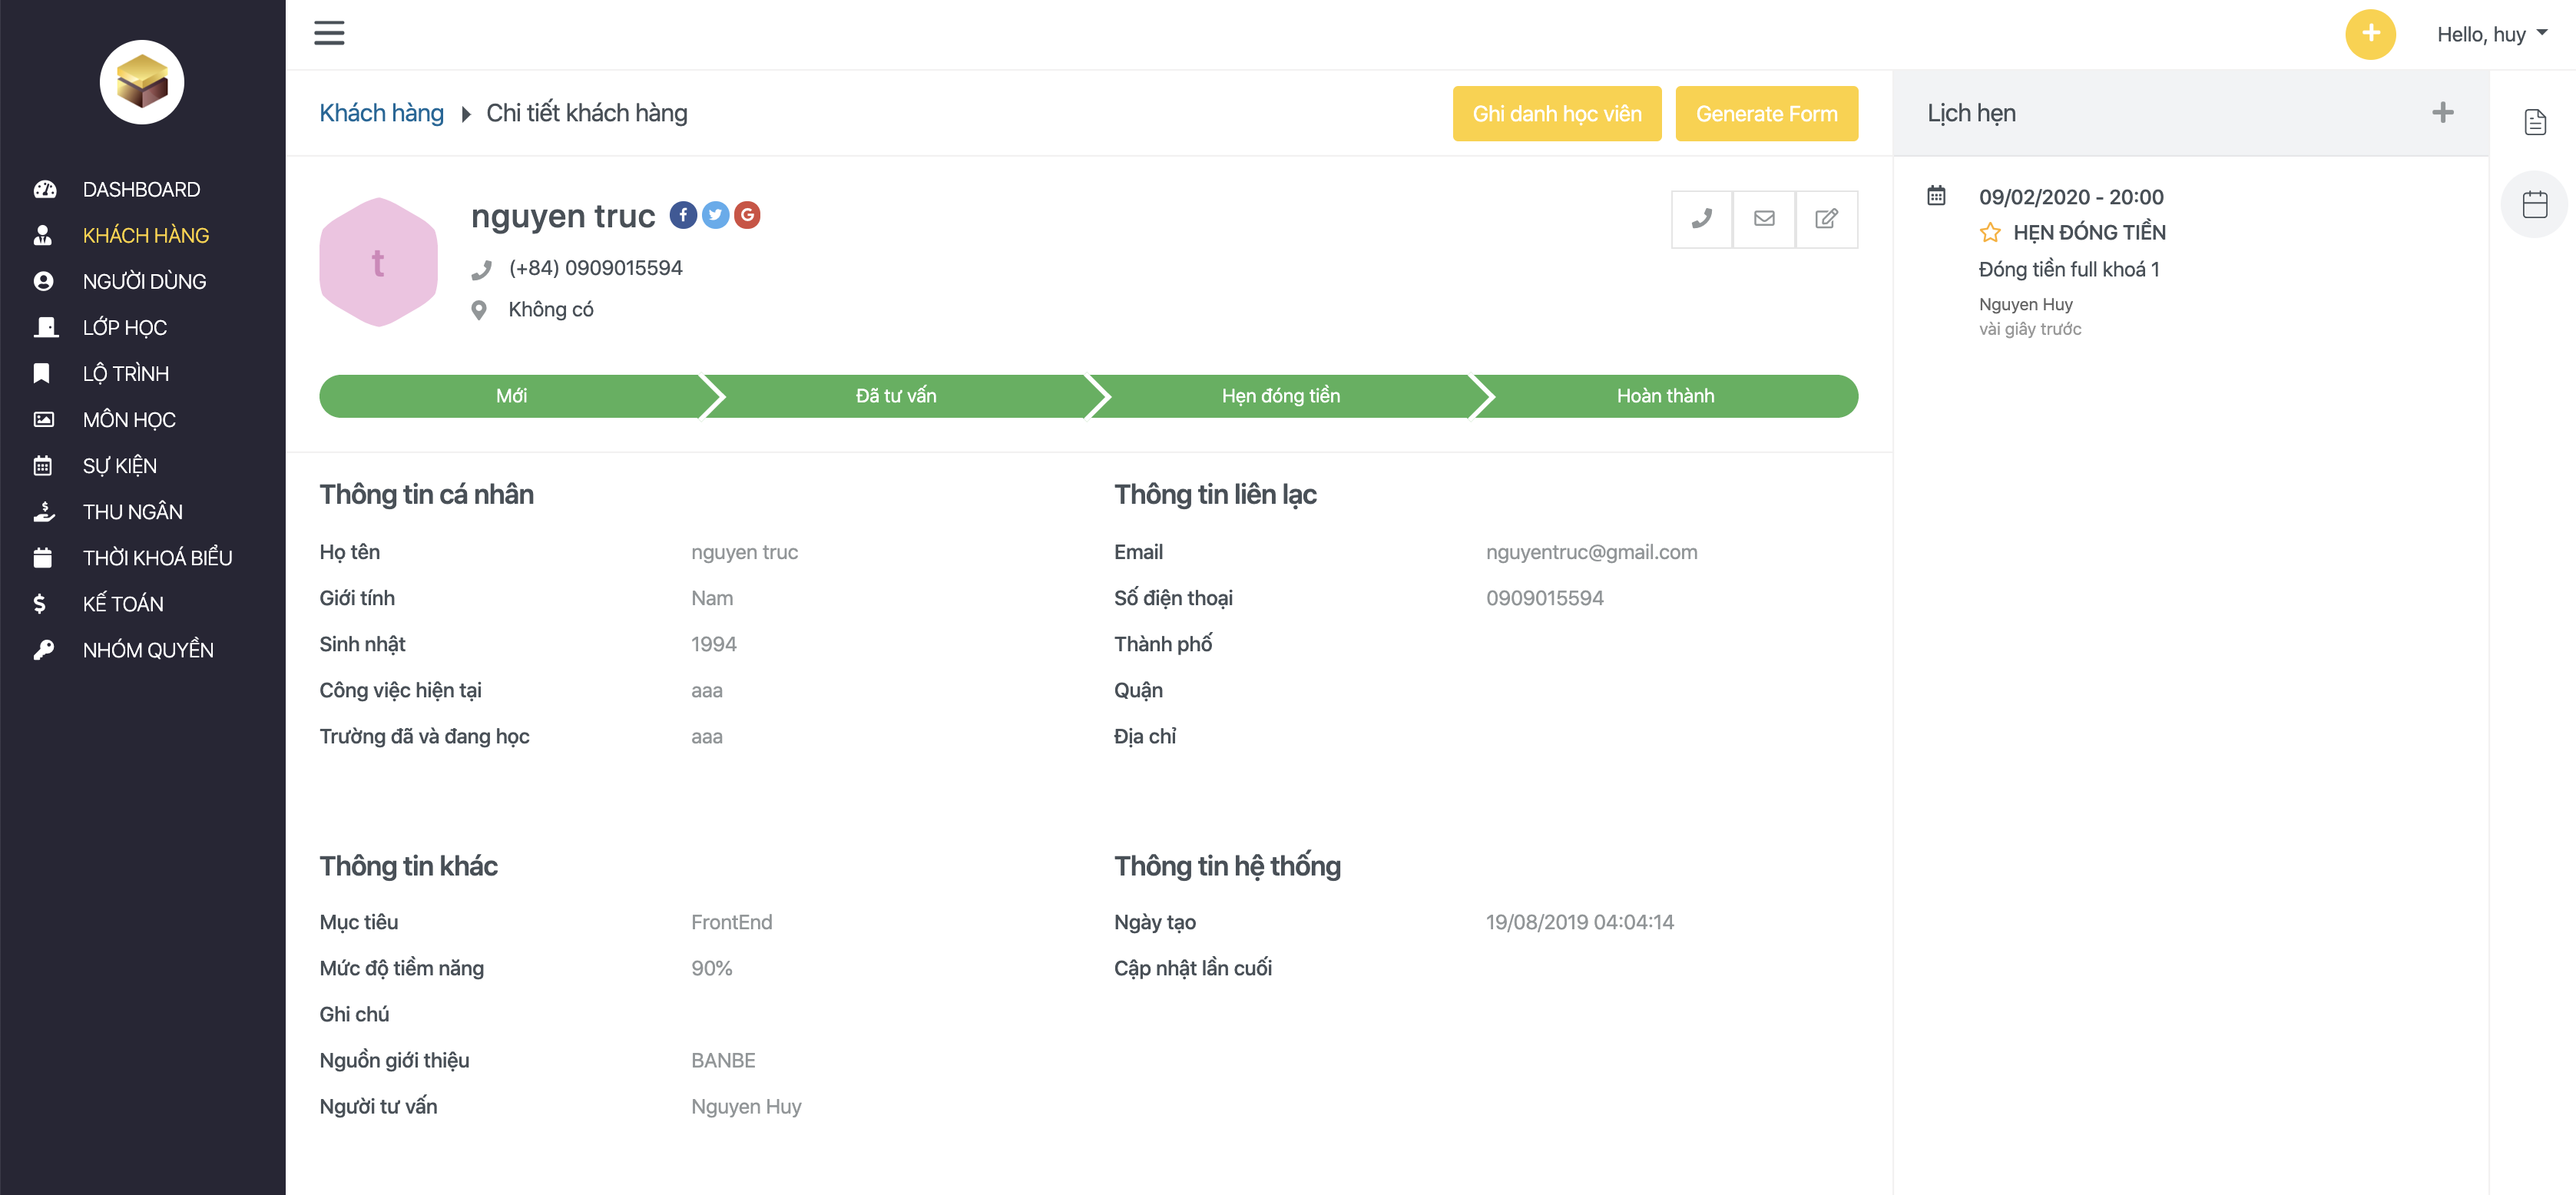 Hello, huy
DASHBOARD
KHÁCH HÀNG
NGƯỜI DÙNG
LỚP HỌC
LỘ TRÌNH
MÔN HỌC
SỰ KIỆN
THU NGÂN
THỜI KHOÁ BIỂU
KẾ TOÁN
NHÓM QUYỀN
Khách hàng Chi tiết khách hàng
Ghi danh học viên
Generate Form
t
nguyen truc
(+84) 0909015594
Không có
Mới
Đã tư vấn
Hẹn đóng tiền
Hoàn thành
Thông tin cá nhân
Họ tên nguyen truc
Giới tính Nam
Sinh nhật 1994
Công việc hiện tại aaa
Trường đã và đang học aaa
Thông tin liên lạc
Email nguyentruc@gmail.com
Số điện thoại 0909015594
Thành phố
Quận
Địa chỉ
Thông tin khác
Mục tiêu FrontEnd
Mức độ tiềm năng 90%
Ghi chú
Nguồn giới thiệu BANBE
Người tư vấn Nguyen Huy
Thông tin hệ thống
Ngày tạo 19/08/2019 04:04:14
Cập nhật lần cuối
Lịch hẹn
09/02/2020 - 20:00
HẸN ĐÓNG TIỀN
Đóng tiền full khoá 1
Nguyen Huy
vài giây trước